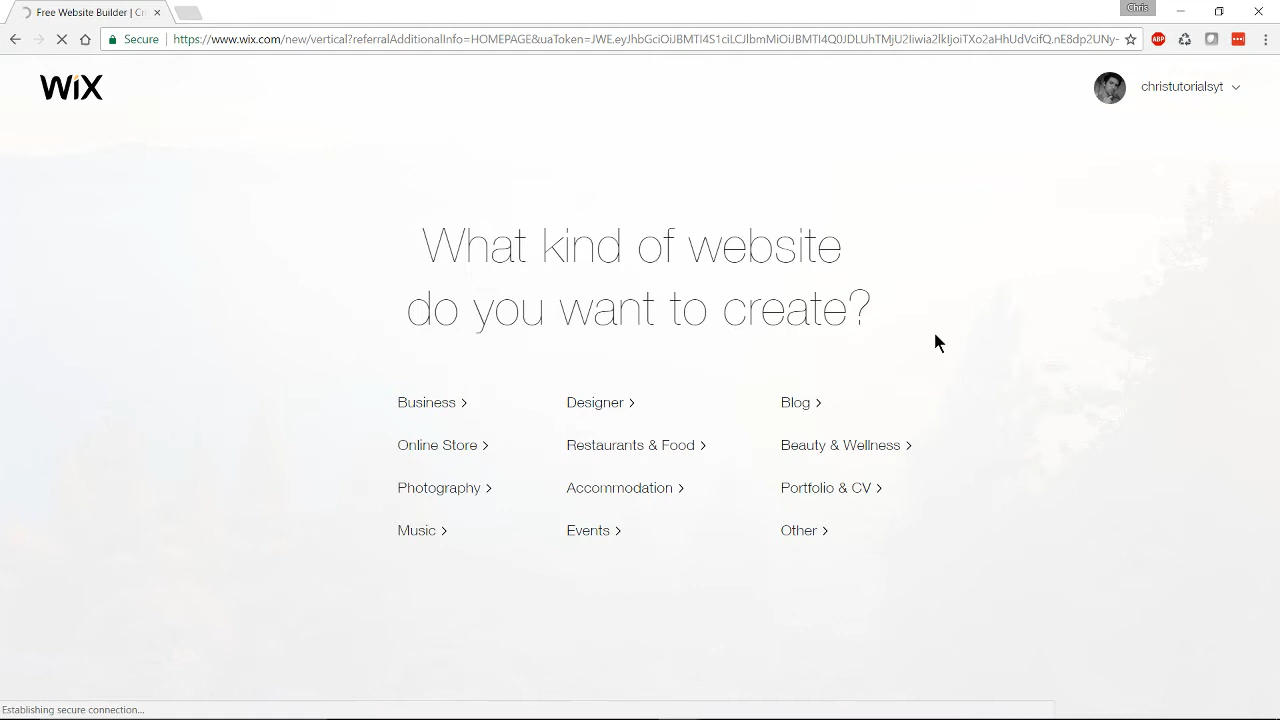 Free Website Builder | Cr
Chris
Secure
https://www.wix.com/new/vertical?referralAdditionalInfo=HOMEPAGE&uaToken=JWE.eyJhbGciOiJBMTI4S1ciLCJlbmMiOiJBMTI4Q0JDLUhTMjU2Iiwia2lkIjoiTXo2aHhUdVcifQ.nE8dp2UNy-
ABP
WiX
christutorialsyt
What kind of website
do you want to create?
Business >
Designer >
Blog >
Online Store >
Restaurants & Food >
Beauty & Wellness >
Photography >
Accommodation >
Portfolio & CV >
Music >
Events >
Other >
Establishing secure connection...